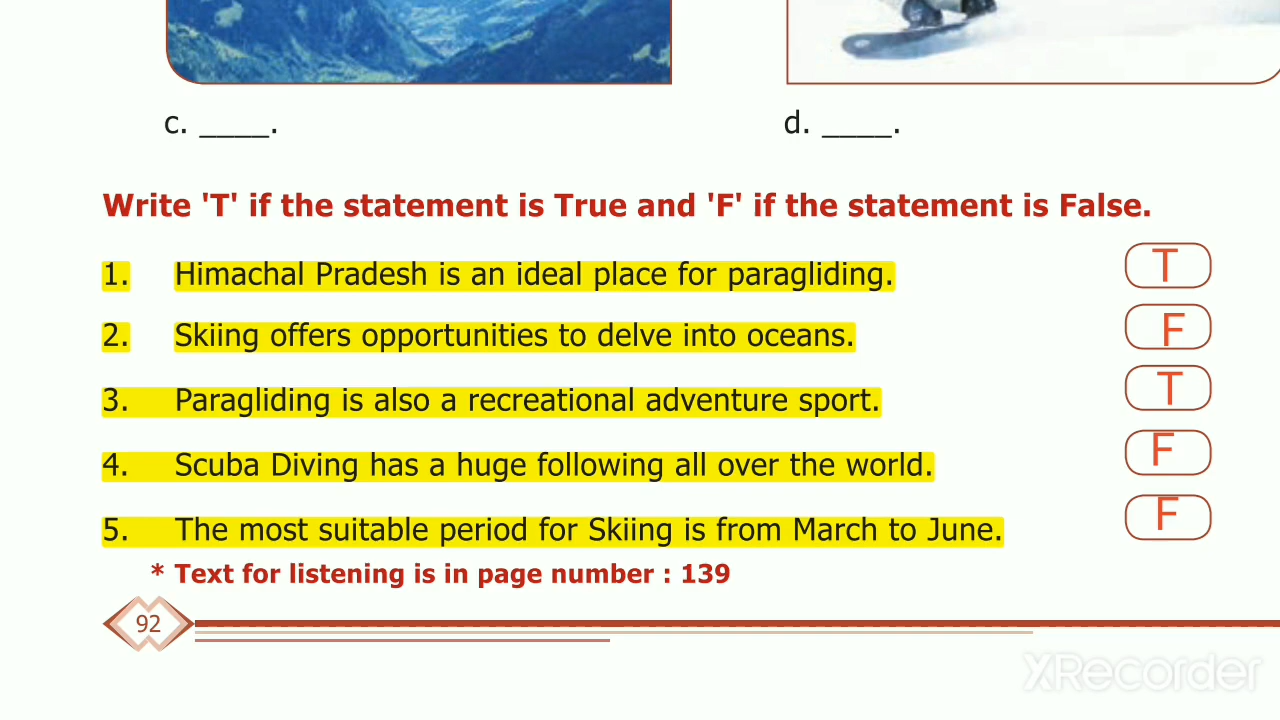 c. ____.
d. ____.
Write 'T' if the statement is True and 'F' if the statement is False.
1. Himachal Pradesh is an ideal place for paragliding. T
2. Skiing offers opportunities to delve into oceans. F
3. Paragliding is also a recreational adventure sport. T
4. Scuba Diving has a huge following all over the world. F
5. The most suitable period for Skiing is from March to June. F
* Text for listening is in page number : 139
92
XRecorder